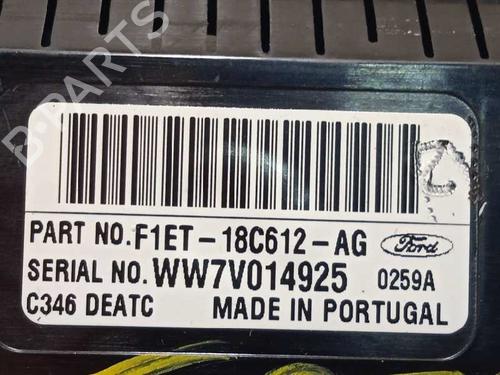 B-PARTS
PART NO. F1ET-18C612-AG Ford
SERIAL NO. WW7V014925 0259A
C346 DEATC MADE IN PORTUGAL